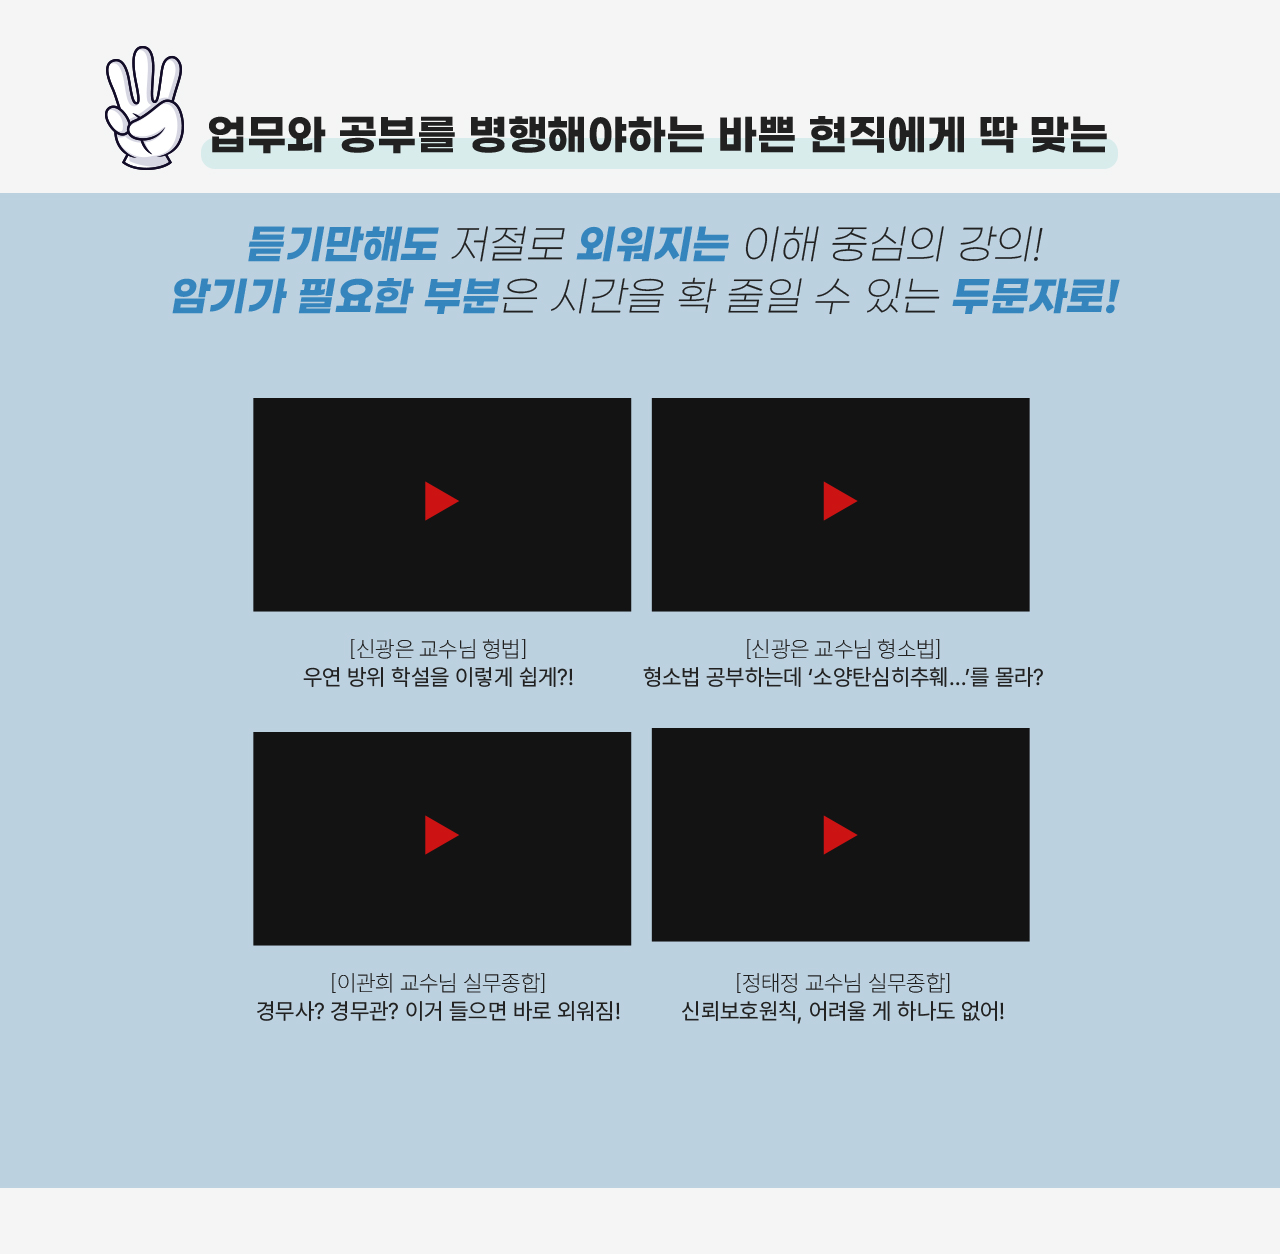 업무와 공부를 병행해야하는 바쁜 현직에게 딱 맞는
듣기만해도 저절로 외워지는 이해 중심의 강의!
암기가 필요한 부분은 시간을 확 줄일 수 있는 두문자로!
[신광은 교수님 형법]
우연 방위 학설을 이렇게 쉽게?!
[신광은 교수님 형소법]
형소법 공부하는데 ‘소양탄심히추훼...’를 몰라?
[이관희 교수님 실무종합]
경무사? 경무관? 이거 들으면 바로 외워짐!
[정태정 교수님 실무종합]
신뢰보호원칙, 어려울 게 하나도 없어!